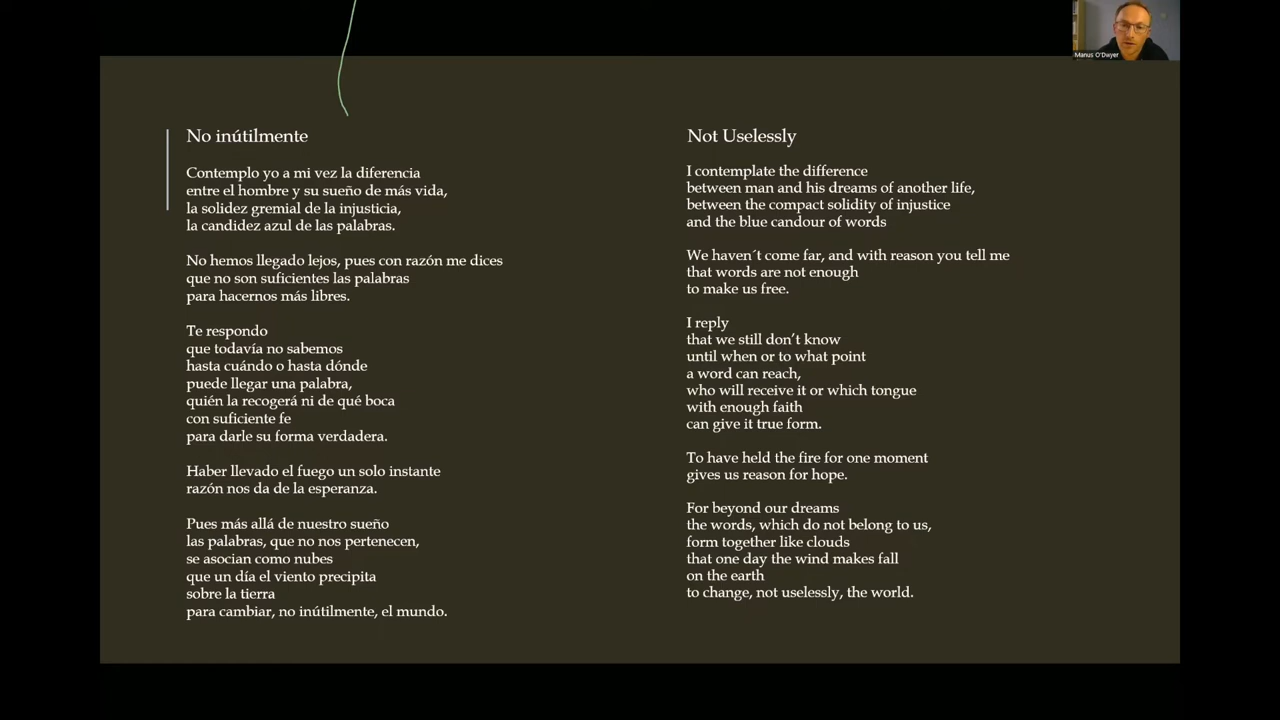 Manus O'Dwyer
No inútilmente
Contemplo yo a mi vez la diferencia
entre el hombre y su sueño de más vida,
la solidez gremial de la injusticia,
la candidez azul de las palabras.
No hemos llegado lejos, pues con razón me dices
que no son suficientes las palabras
para hacernos más libres.
Te respondo
que todavía no sabemos
hasta cuándo o hasta dónde
puede llegar una palabra,
quién la recogerá ni de qué boca
con suficiente fe
para darle su forma verdadera.
Haber llevado el fuego un solo instante
razón nos da de la esperanza.
Pues más allá de nuestro sueño
las palabras, que no nos pertenecen,
se asocian como nubes
que un día el viento precipita
sobre la tierra
para cambiar, no inútilmente, el mundo.
Not Uselessly
I contemplate the difference
between man and his dreams of another life,
between the compact solidity of injustice
and the blue candour of words
We haven´t come far, and with reason you tell me
that words are not enough
to make us free.
I reply
that we still don’t know
until when or to what point
a word can reach,
who will receive it or which tongue
with enough faith
can give it true form.
To have held the fire for one moment
gives us reason for hope.
For beyond our dreams
the words, which do not belong to us,
form together like clouds
that one day the wind makes fall
on the earth
to change, not uselessly, the world.